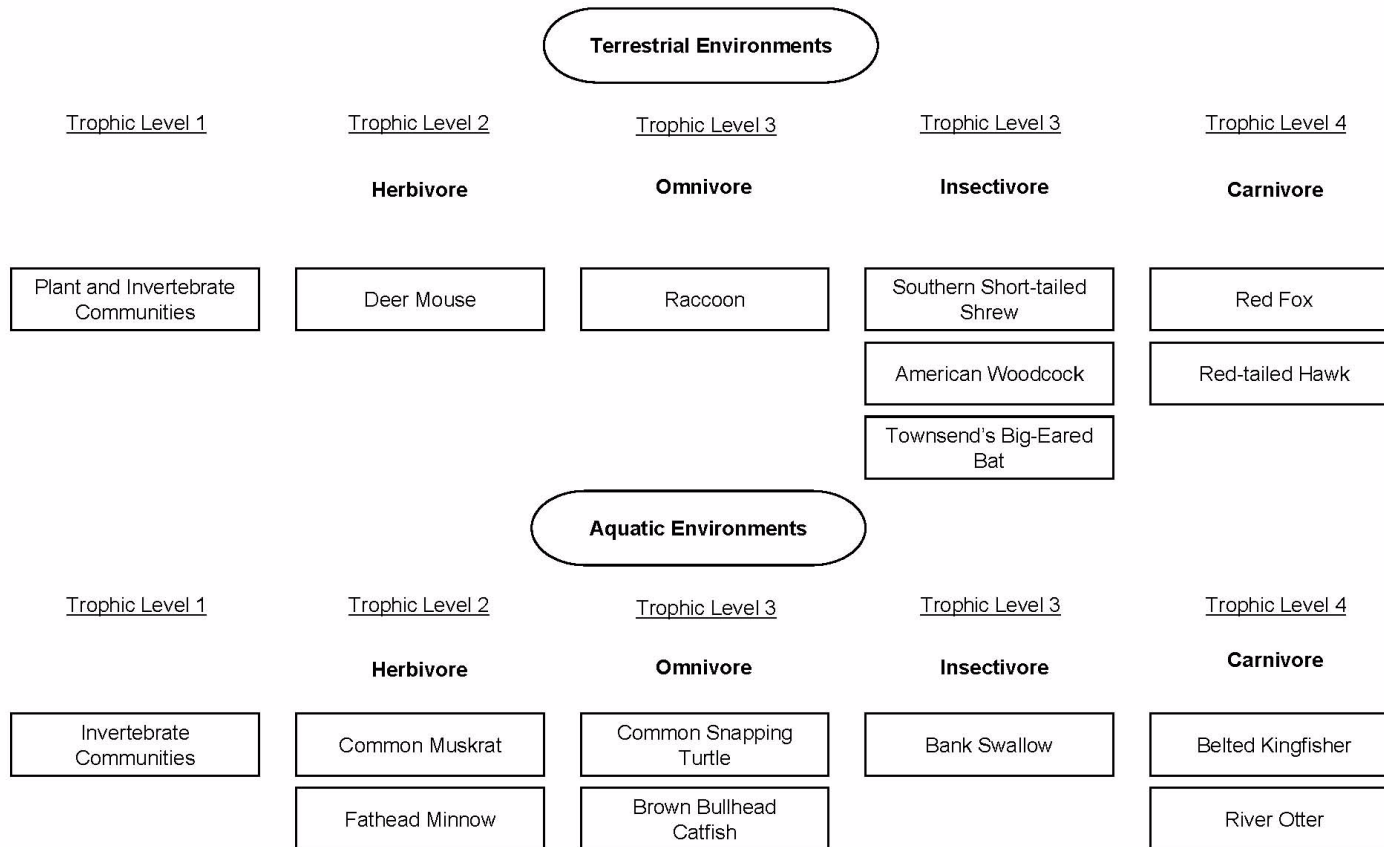 Terrestrial Environments
Trophic Level 1
Trophic Level 2
Trophic Level 3
Trophic Level 3
Trophic Level 4
Herbivore
Omnivore
Insectivore
Carnivore
Plant and Invertebrate
Communities
Deer Mouse
Raccoon
Southern Short-tailed
Shrew
Red Fox
American Woodcock
Red-tailed Hawk
Townsend's Big-Eared
Bat
Aquatic Environments
Trophic Level 1
Trophic Level 2
Trophic Level 3
Trophic Level 3
Trophic Level 4
Herbivore
Omnivore
Insectivore
Carnivore
Invertebrate
Communities
Common Muskrat
Common Snapping
Turtle
Bank Swallow
Belted Kingfisher
Fathead Minnow
Brown Bullhead
Catfish
River Otter